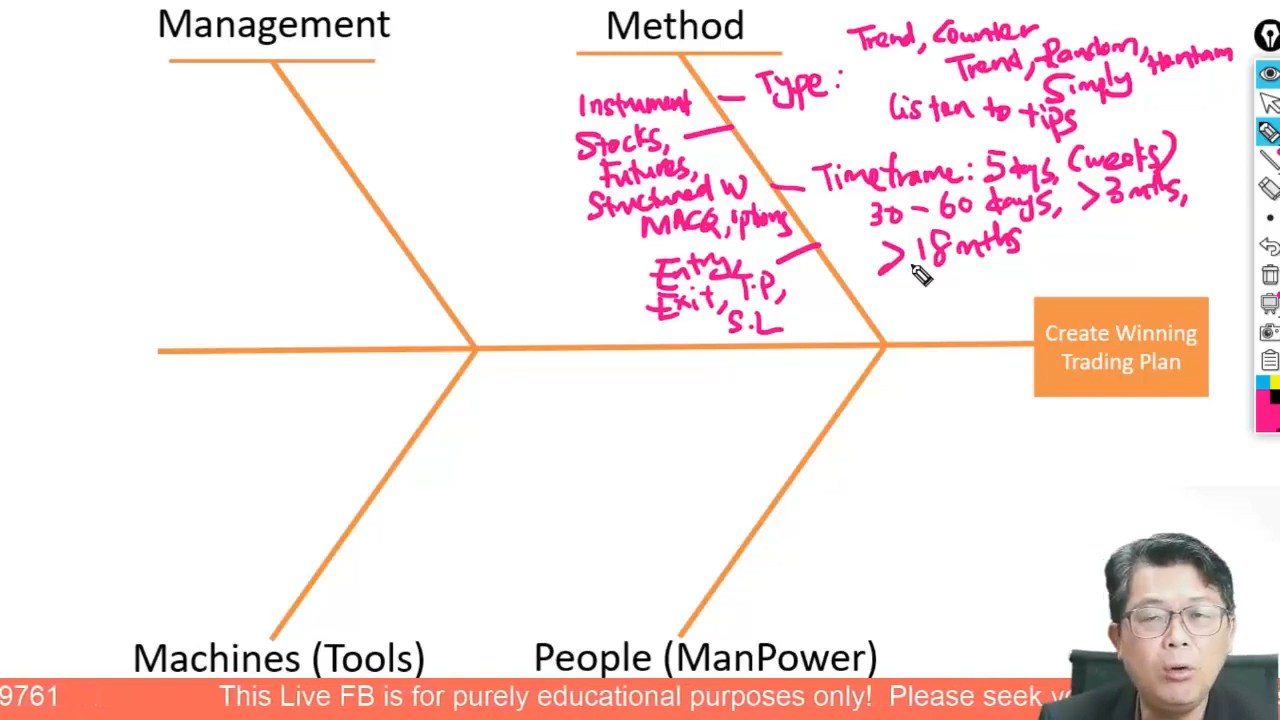 Management
Method
Trend, Counter
Trend, Random,
Simply Hantam
listen to tips
Type:
Instrument
Stocks,
Futures,
Structured W
MACQ, iptions
Timeframe: 5 days, (weeks)
30-60 days, >3 mths,
>18 mths
Entry,
Exit, T.P,
S.L
Create Winning
Trading Plan
Machines (Tools)
People (ManPower)
9761
This Live FB is for purely educational purposes only! Please seek